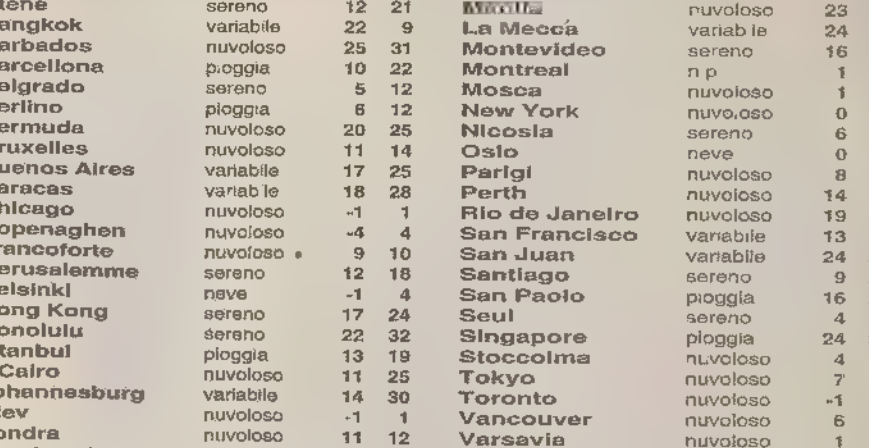 tene sereno 12 21
angkok variabile 22 9
arbados nuvoloso 25 31
arcellona pioggia 10 22
elgrado sereno 5 12
erlino pioggia 6 12
ermuda nuvoloso 20 25
ruxelles nuvoloso 11 14
uenos Aires variabile 17 25
aracas variabile 18 28
hicago nuvoloso -1 1
openaghen nuvoloso -4 4
rancoforte nuvoloso 9 10
erusalemme sereno 12 18
elsinki neve -1 4
ong Kong sereno 17 24
onolulu sereno 22 32
tanbul pioggia 13 19
Cairo nuvoloso 11 25
ohannesburg variabile 14 30
ev nuvoloso -1 1
ondra nuvoloso 11 12
nuvoloso 23
La Mecca variabile 24
Montevideo sereno 16
Montreal n p 1
Mosca nuvoloso 1
New York nuvoloso 0
Nicosia sereno 6
Oslo neve 0
Parigi nuvoloso 8
Perth nuvoloso 14
Rio de Janeiro nuvoloso 19
San Francisco variabile 13
San Juan variabile 24
Santiago sereno 9
San Paolo pioggia 16
Seul sereno 4
Singapore pioggia 24
Stoccolma nuvoloso 4
Tokyo nuvoloso 7
Toronto nuvoloso -1
Vancouver nuvoloso 6
Varsavia nuvoloso 1